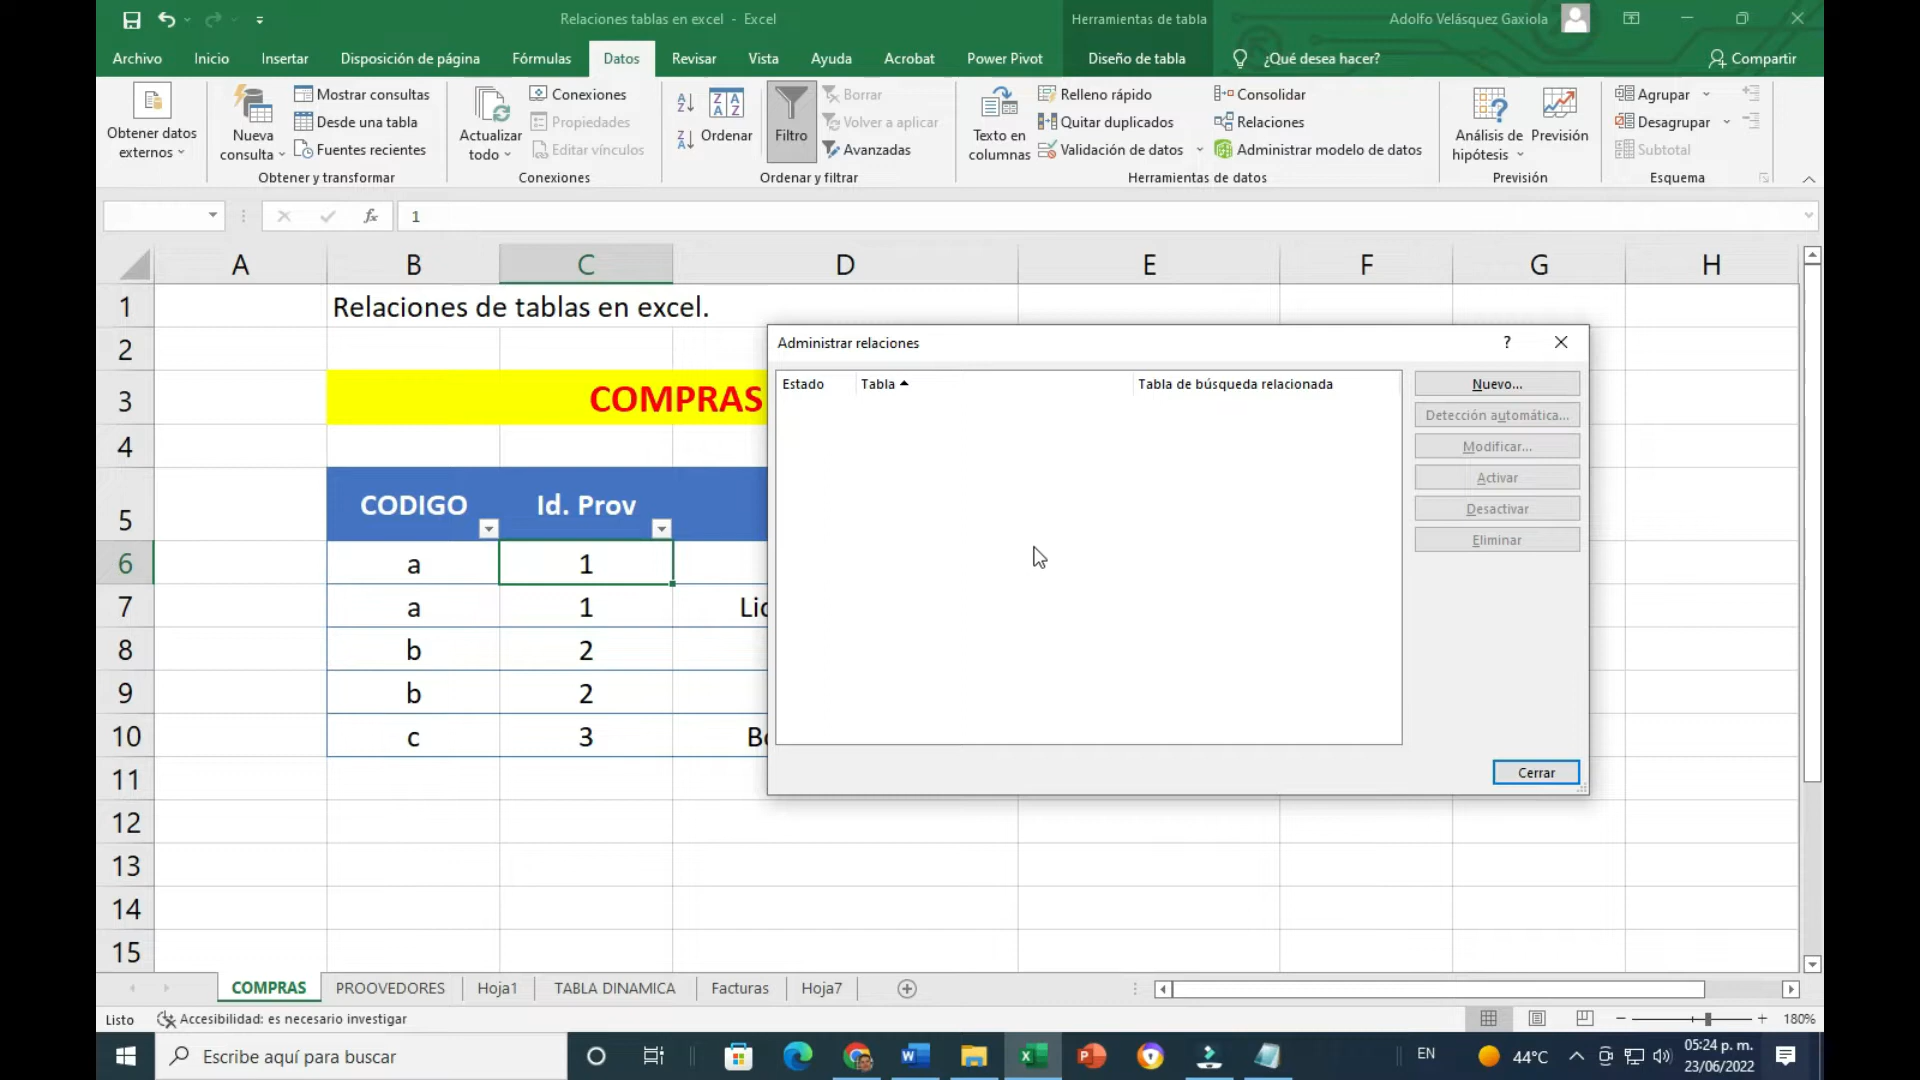 Relaciones tablas en excel - Excel
Herramientas de tabla
Adolfo Velásquez Gaxiola
Archivo Inicio Insertar Disposición de página Fórmulas Datos Revisar Vista Ayuda Acrobat Power Pivot Diseño de tabla ¿Qué desea hacer? Compartir
Obtener datos externos
Nueva consulta
Mostrar consultas
Desde una tabla
Fuentes recientes
Obtener y transformar
Actualizar todo
Conexiones
Propiedades
Editar vínculos
Conexiones
Ordenar
Filtro
Borrar
Volver a aplicar
Avanzadas
Ordenar y filtrar
Texto en columnas
Relleno rápido
Quitar duplicados
Validación de datos
Consolidar
Relaciones
Administrar modelo de datos
Herramientas de datos
Análisis de hipótesis
Previsión
Previsión
Agrupar
Desagrupar
Subtotal
Esquema
fx 1
A B C D E F G H
1 Relaciones de tablas en excel.
2
3 COMPRAS
4
5 CODIGO Id. Prov
6 a 1
7 a 1 Lic
8 b 2
9 b 2
10 c 3 Bo
11
12
13
14
15
Administrar relaciones ?
Estado Tabla Tabla de búsqueda relacionada
Nuevo...
Detección automática...
Modificar...
Activar
Desactivar
Eliminar
Cerrar
COMPRAS PROOVEDORES Hoja1 TABLA DINAMICA Facturas Hoja7
Listo Accesibilidad: es necesario investigar 180%
Escribe aquí para buscar
EN 44°C 05:24 p. m.
23/06/2022